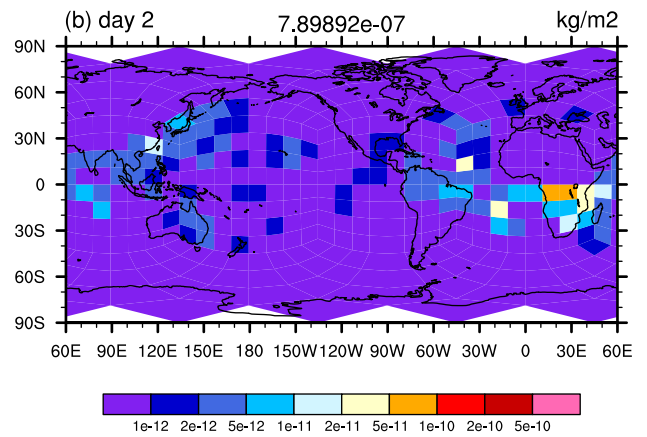 (b) day 2 7.89892e-07 kg/m2
90N
60N
30N
0
30S
60S
90S
60E 90E 120E 150E 180 150W 120W 90W 60W 30W 0 30E 60E
1e-12 2e-12 5e-12 1e-11 2e-11 5e-11 1e-10 2e-10 5e-10